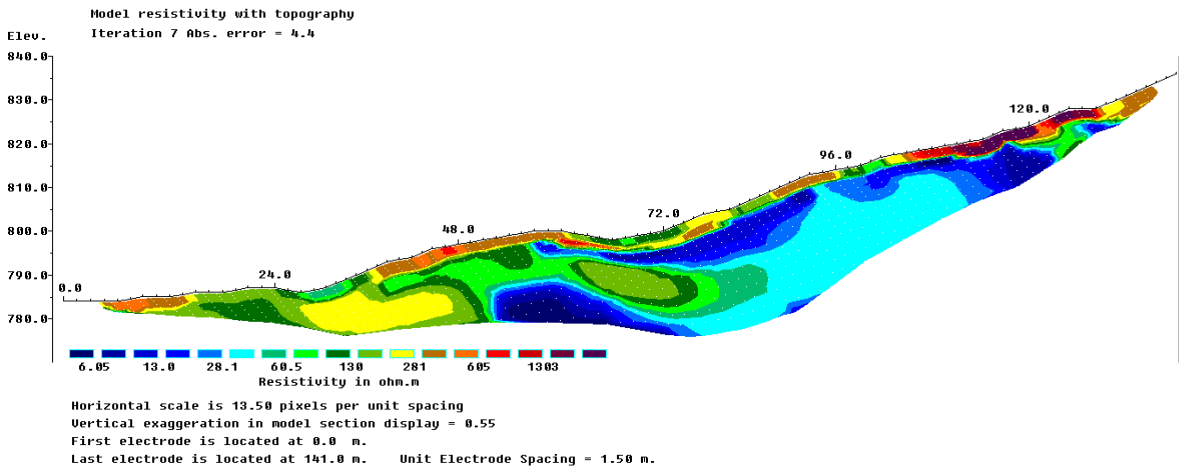 Model resistivity with topography
Iteration 7 Abs. error = 4.4
Elev.
840.0
830.0
120.0
820.0
96.0
810.0
72.0
800.0
48.0
790.0
24.0
0.0
780.0
6.05 13.0 28.1 60.5 130 281 605 1303
Resistivity in ohm.m
Horizontal scale is 13.50 pixels per unit spacing
Vertical exaggeration in model section display = 0.55
First electrode is located at 0.0 m.
Last electrode is located at 141.0 m. Unit Electrode Spacing = 1.50 m.